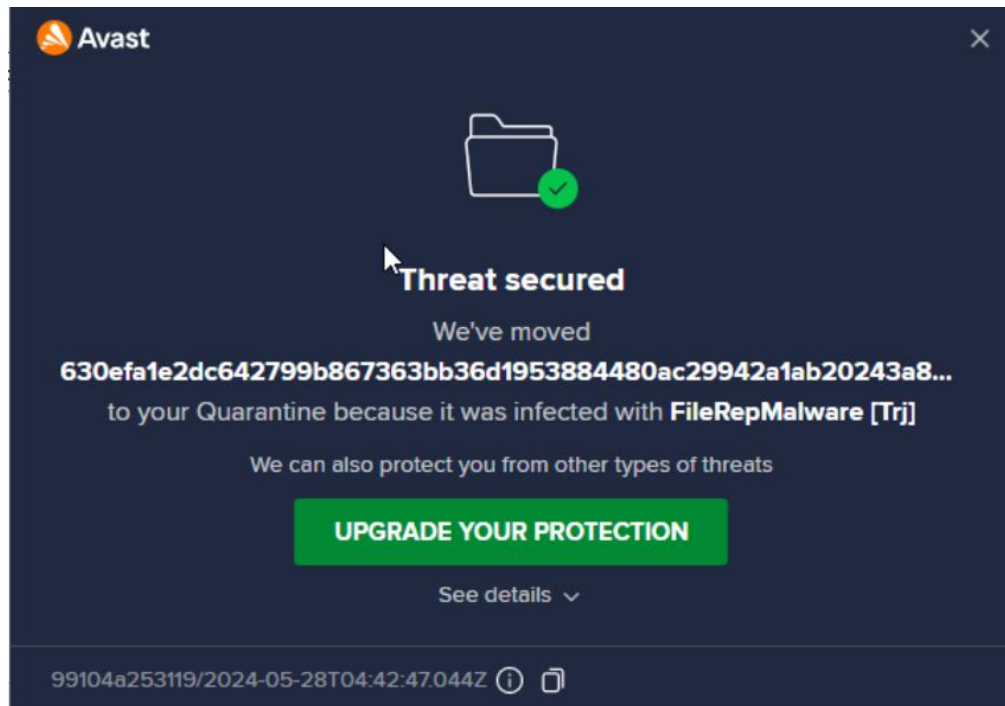 Avast
Threat secured
We've moved
630efa1e2dc642799b867363bb36d1953884480ac29942a1ab20243a8...
to your Quarantine because it was infected with FileRepMalware [Trj]
We can also protect you from other types of threats
UPGRADE YOUR PROTECTION
See details
99104a253119/2024-05-28T04:42:47.044Z